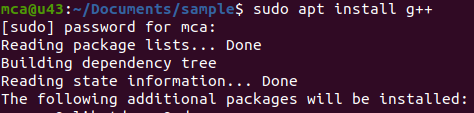 mca@u43:~/Documents/sample$ sudo apt install g++
[sudo] password for mca:
Reading package lists... Done
Building dependency tree
Reading state information... Done
The following additional packages will be installed: